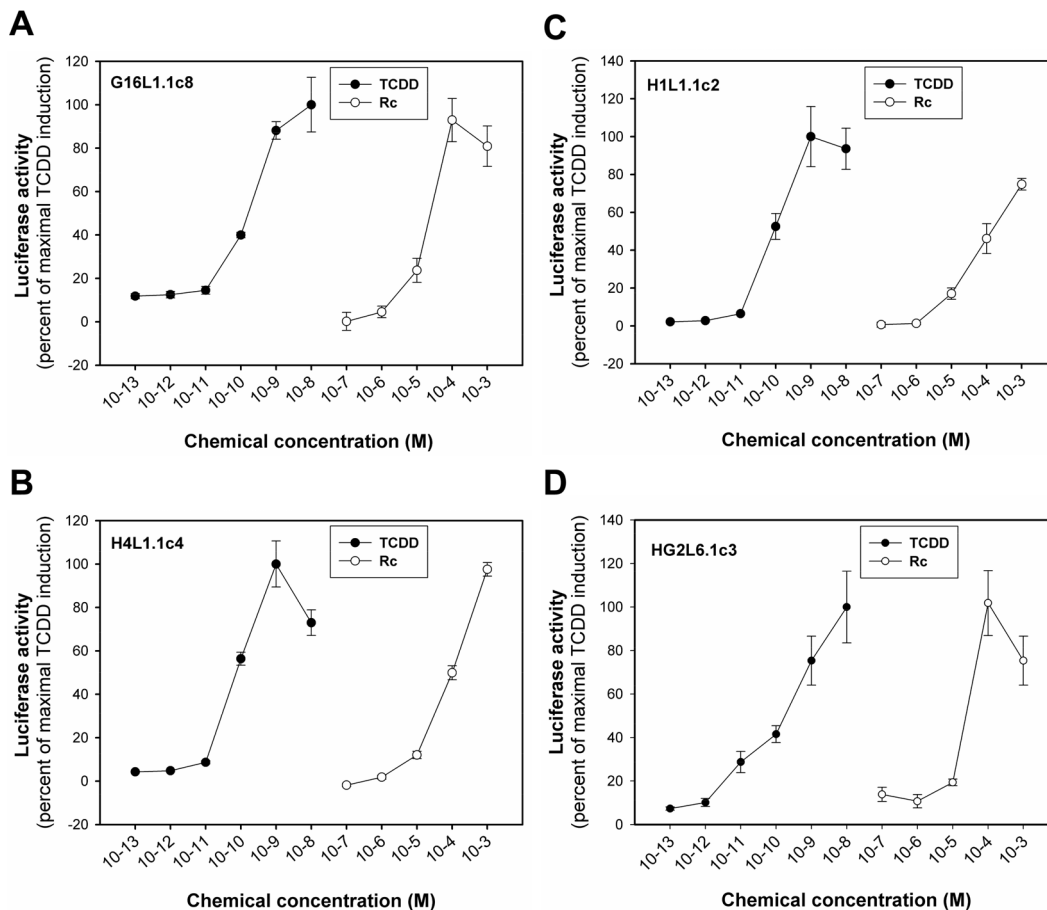 A
G16L1.1c8
TCDD
Rc
120
100
80
60
40
20
0
-20
Luciferase activity
(percent of maximal TCDD induction)
10-13
10-12
10-11
10-10
10-9
10-8
10-7
10-6
10-5
10-4
10-3
Chemical concentration (M)
B
H4L1.1c4
TCDD
Rc
120
100
80
60
40
20
0
-20
Luciferase activity
(percent of maximal TCDD induction)
10-13
10-12
10-11
10-10
10-9
10-8
10-7
10-6
10-5
10-4
10-3
Chemical concentration (M)
C
H1L1.1c2
TCDD
Rc
140
120
100
80
60
40
20
0
-20
Luciferase activity
(percent of maximal TCDD induction)
10-13
10-12
10-11
10-10
10-9
10-8
10-7
10-6
10-5
10-4
10-3
Chemical concentration (M)
D
HG2L6.1c3
TCDD
Rc
140
120
100
80
60
40
20
0
Luciferase activity
(percent of maximal TCDD induction)
10-13
10-12
10-11
10-10
10-9
10-8
10-7
10-6
10-5
10-4
10-3
Chemical concentration (M)